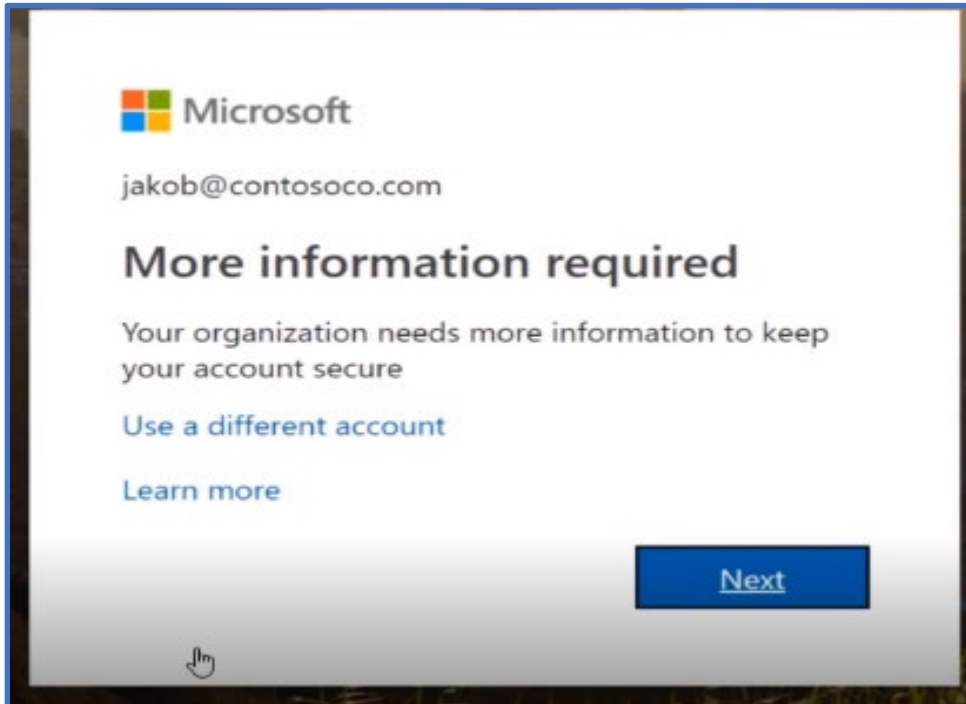 Microsoft
jakob@contosoco.com
More information required
Your organization needs more information to keep
your account secure
Use a different account
Learn more
Next